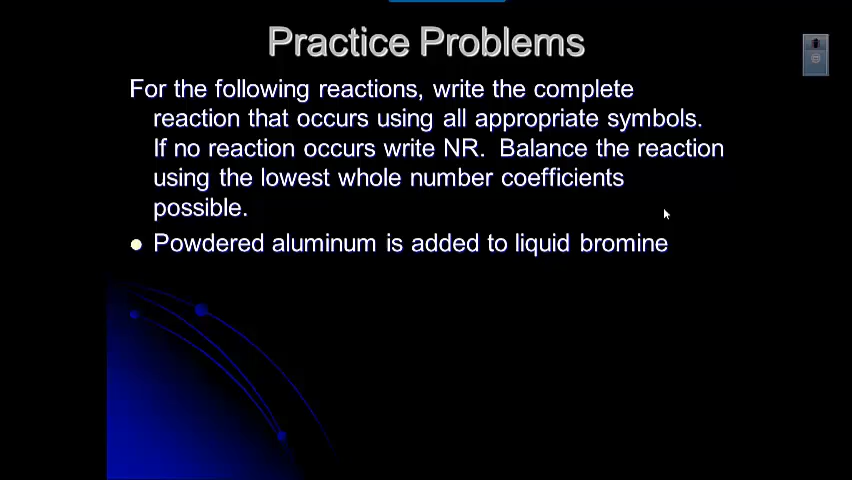 Practice Problems
For the following reactions, write the complete
reaction that occurs using all appropriate symbols.
If no reaction occurs write NR. Balance the reaction
using the lowest whole number coefficients
possible.
Powdered aluminum is added to liquid bromine